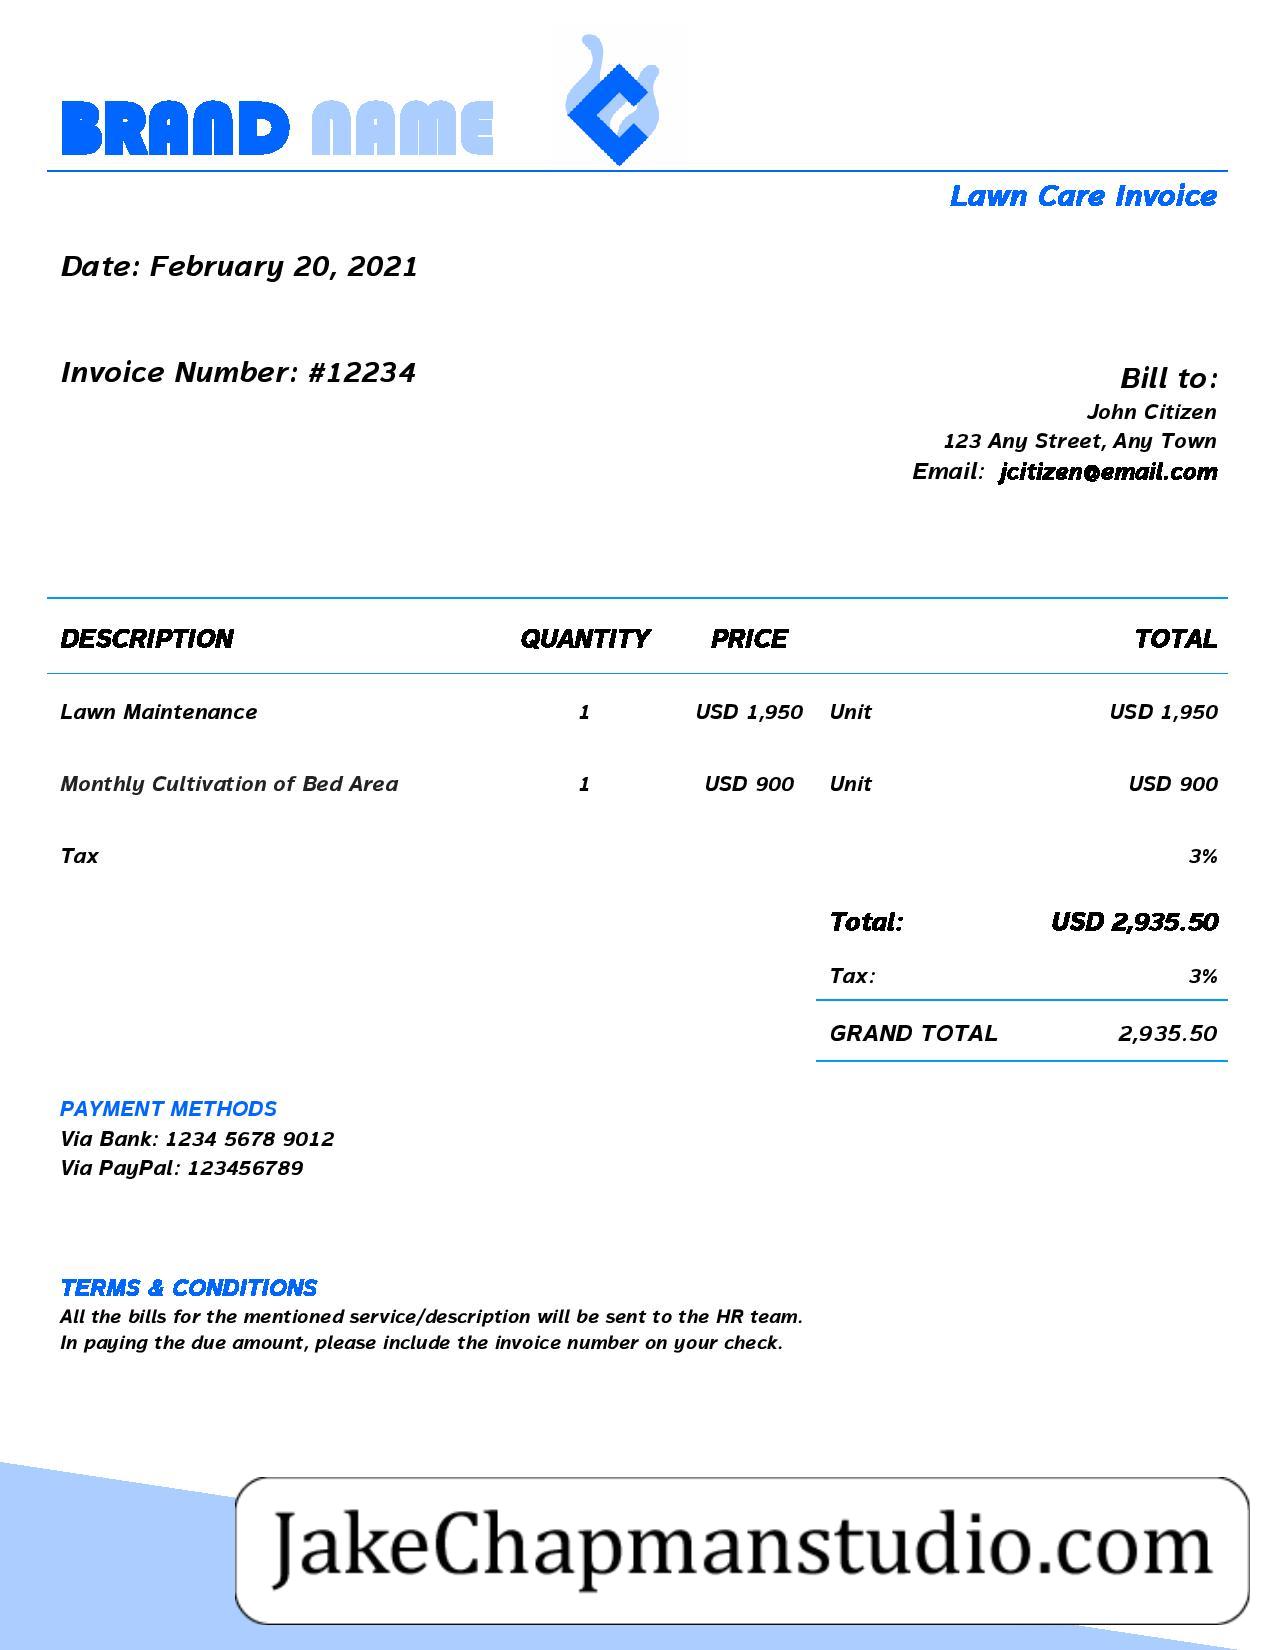 BRAND NAME
Lawn Care Invoice
Date: February 20, 2021
Invoice Number: #12234
Bill to:
John Citizen
123 Any Street, Any Town
Email: jcitizen@email.com
DESCRIPTION QUANTITY PRICE TOTAL
Lawn Maintenance 1 USD 1,950 Unit USD 1,950
Monthly Cultivation of Bed Area 1 USD 900 Unit USD 900
Tax 3%
Total: USD 2,935.50
Tax: 3%
GRAND TOTAL 2,935.50
PAYMENT METHODS
Via Bank: 1234 5678 9012
Via PayPal: 123456789
TERMS & CONDITIONS
All the bills for the mentioned service/description will be sent to the HR team.
In paying the due amount, please include the invoice number on your check.
JakeChapmanstudio.com